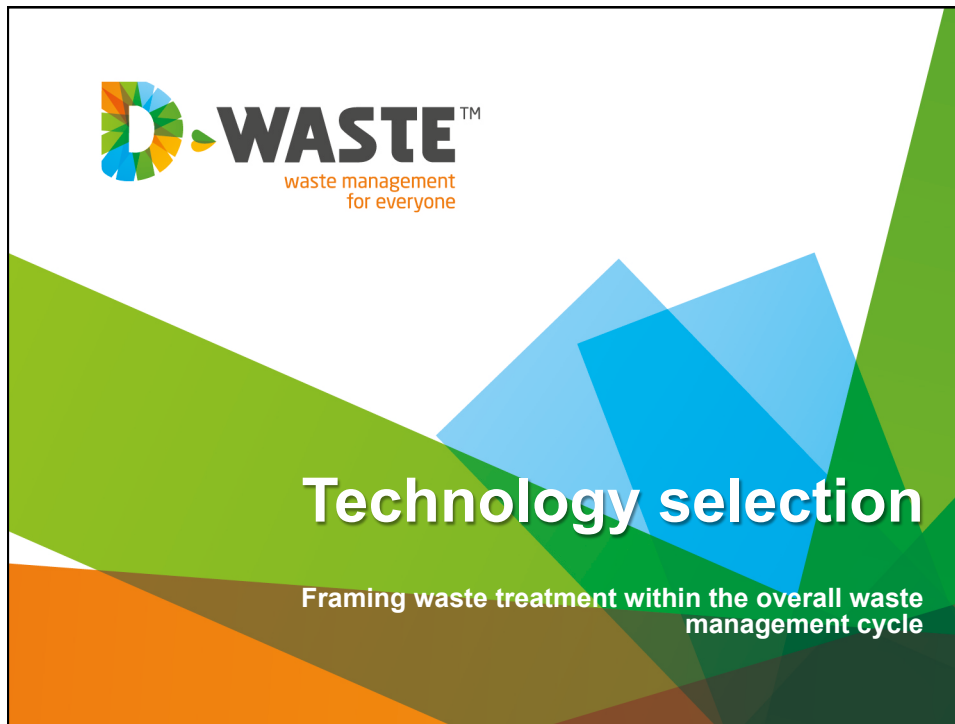 D-WASTE™
waste management
for everyone
Technology selection
Framing waste treatment within the overall waste
management cycle